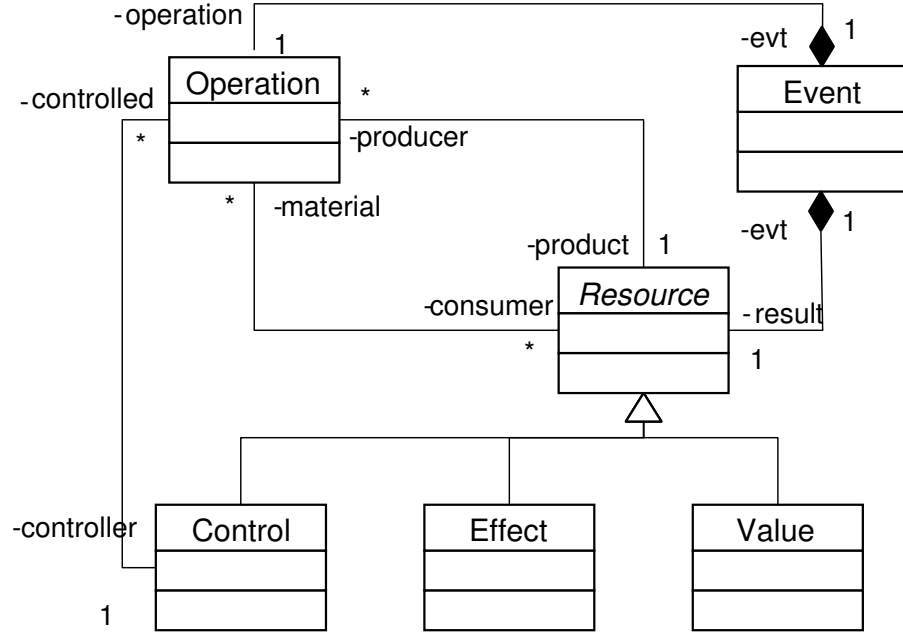 -operation
1
-evt
1
Operation
Event
-controlled
*
*
-producer
*
-material
-evt
1
-product
1
Resource
-consumer
*
-result
1
Control
Effect
Value
-controller
1